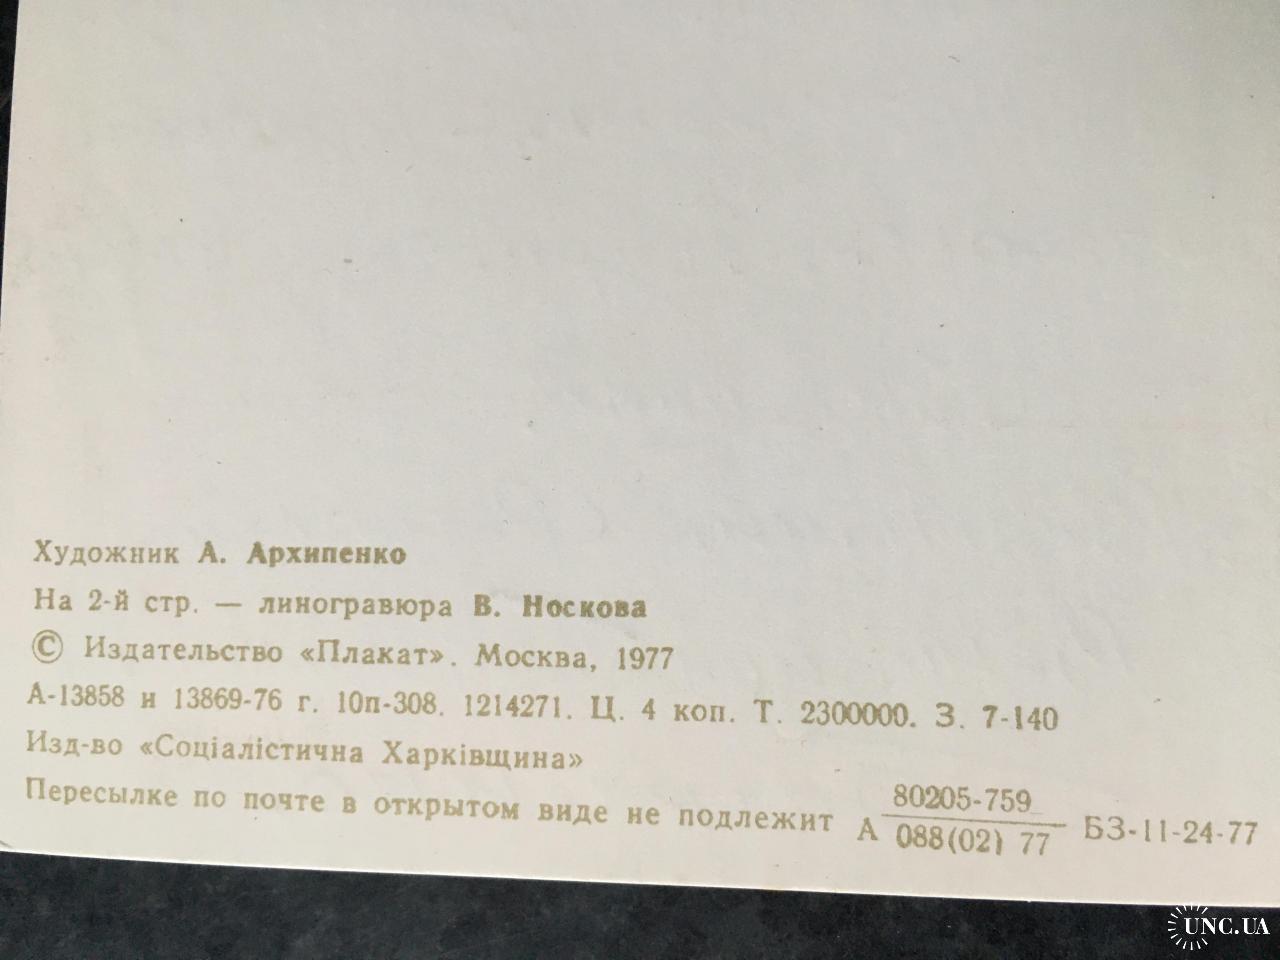 Художник А. Архипенко
На 2-й стр. — линогравюра В. Носкова
© Издательство «Плакат». Москва, 1977
А-13858 и 13869-76 г. 10п-308. 1214271. Ц. 4 коп. Т. 2300000. З. 7-140
Изд-во «Соціалістична Харківщина»
Пересылке по почте в открытом виде не подлежит А 80205-759 / 088(02) 77 БЗ-11-24-77
UNC.UA